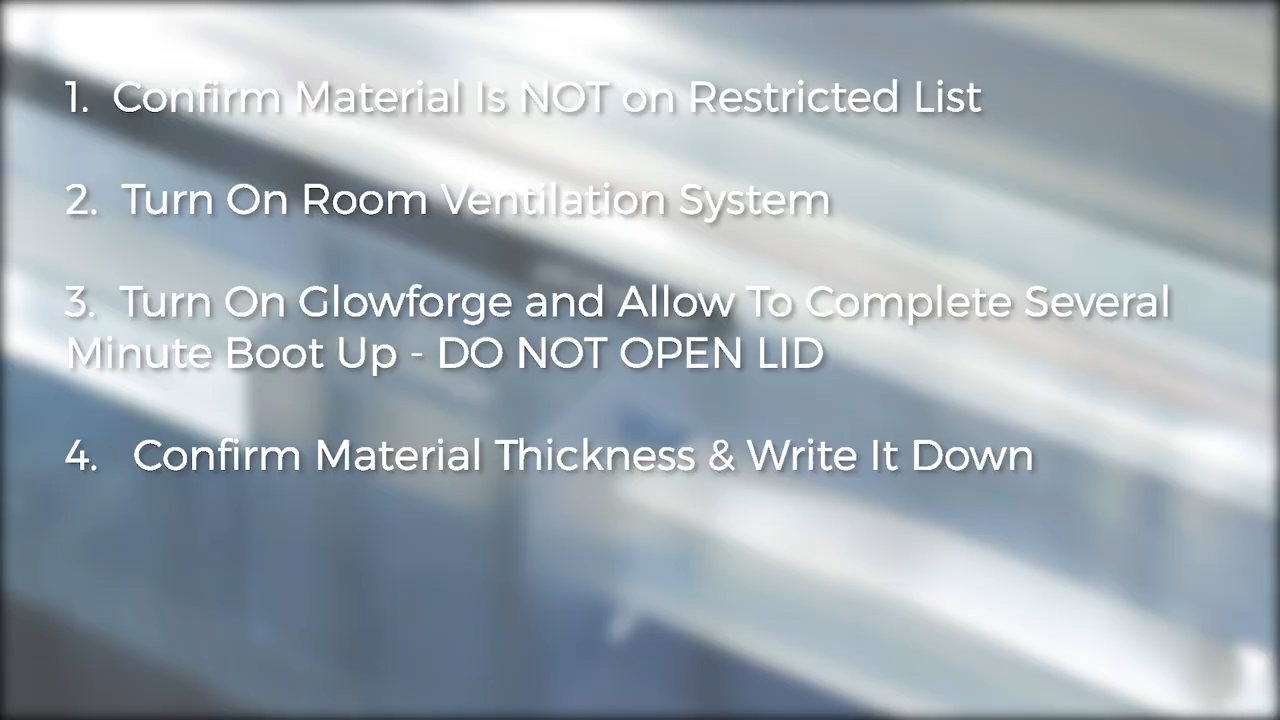 1. Confirm Material Is NOT on Restricted List
2. Turn On Room Ventilation System
3. Turn On Glowforge and Allow To Complete Several
Minute Boot Up - DO NOT OPEN LID
4. Confirm Material Thickness & Write It Down